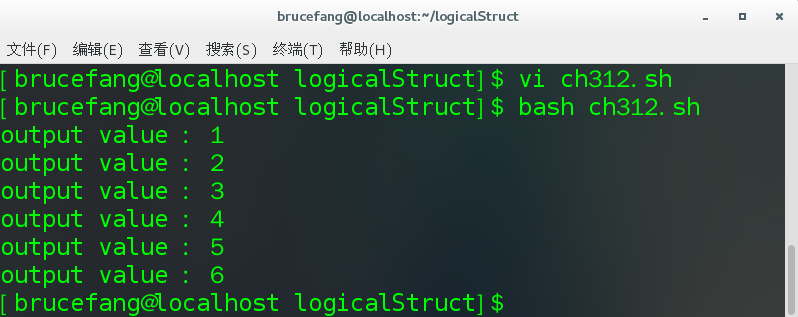 brucefang@localhost:~/logicalStruct
文件(F) 编辑(E) 查看(V) 搜索(S) 终端(T) 帮助(H)
[brucefang@localhost logicalStruct]$ vi ch312.sh
[brucefang@localhost logicalStruct]$ bash ch312.sh
output value : 1
output value : 2
output value : 3
output value : 4
output value : 5
output value : 6
[brucefang@localhost logicalStruct]$